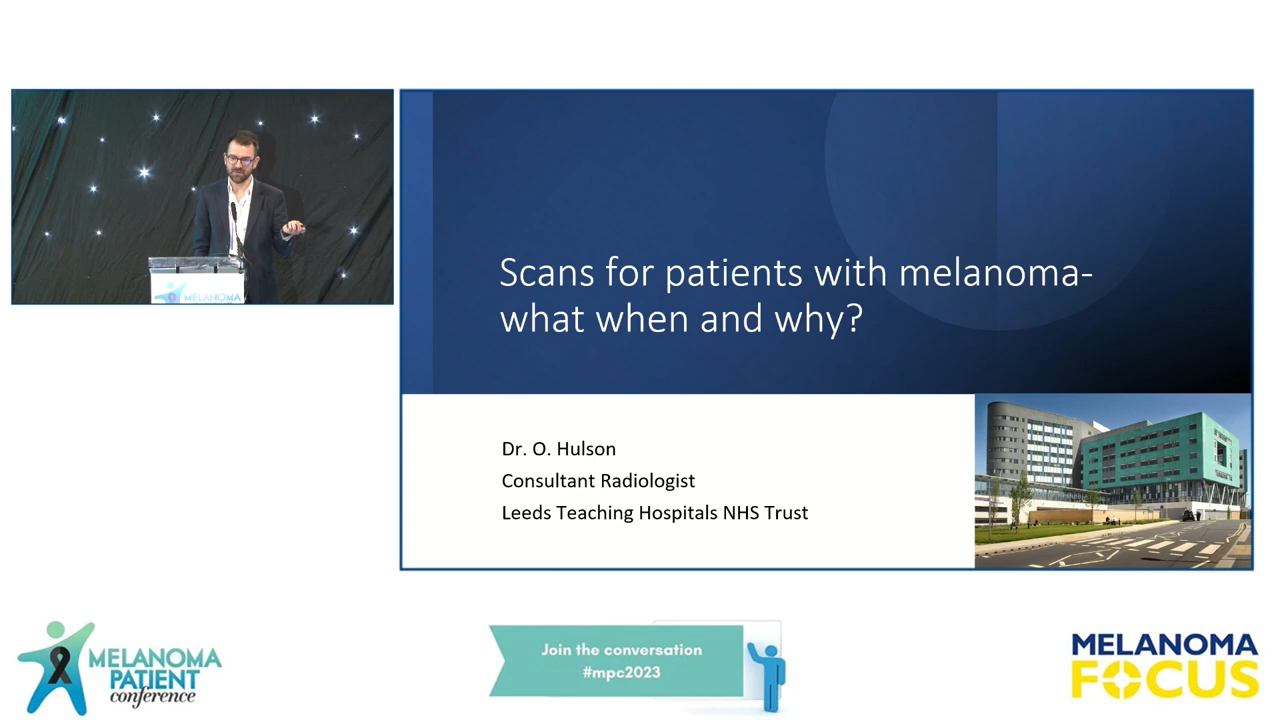 MELANOMA
Scans for patients with melanoma-
what when and why?
Dr. O. Hulson
Consultant Radiologist
Leeds Teaching Hospitals NHS Trust
MELANOMA
PATIENT
conference
Join the conversation
#mpc2023
MELANOMA
FOCUS